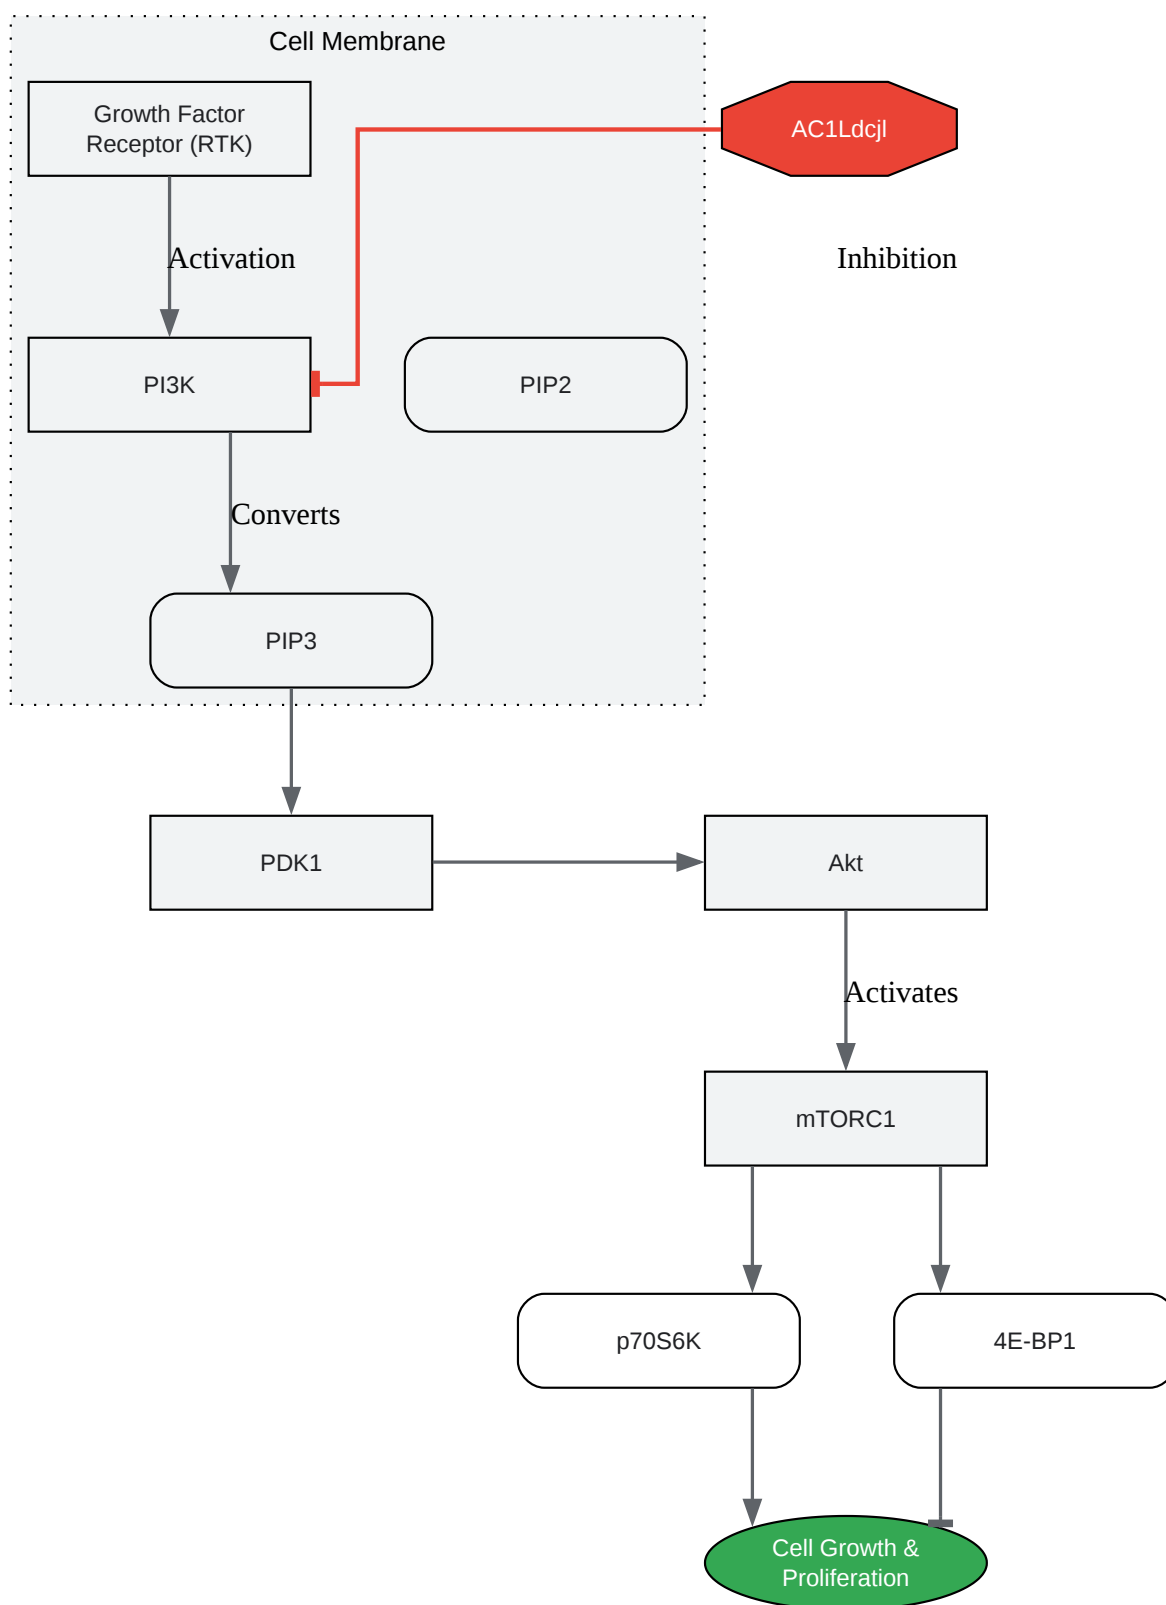 Cell Membrane
Growth Factor
Receptor (RTK)
AC1Ldcjl
Activation
Inhibition
PI3K
PIP2
Converts
PIP3
PDK1
Akt
Activates
mTORC1
p70S6K
4E-BP1
Cell Growth &
Proliferation